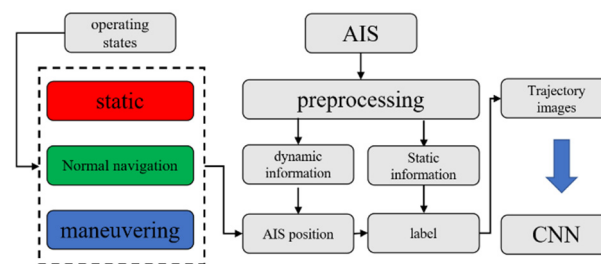 operating
states
static
Normal navigation
maneuvering
AIS
preprocessing
dynamic
information
Static
information
AIS position
label
Trajectory
images
CNN